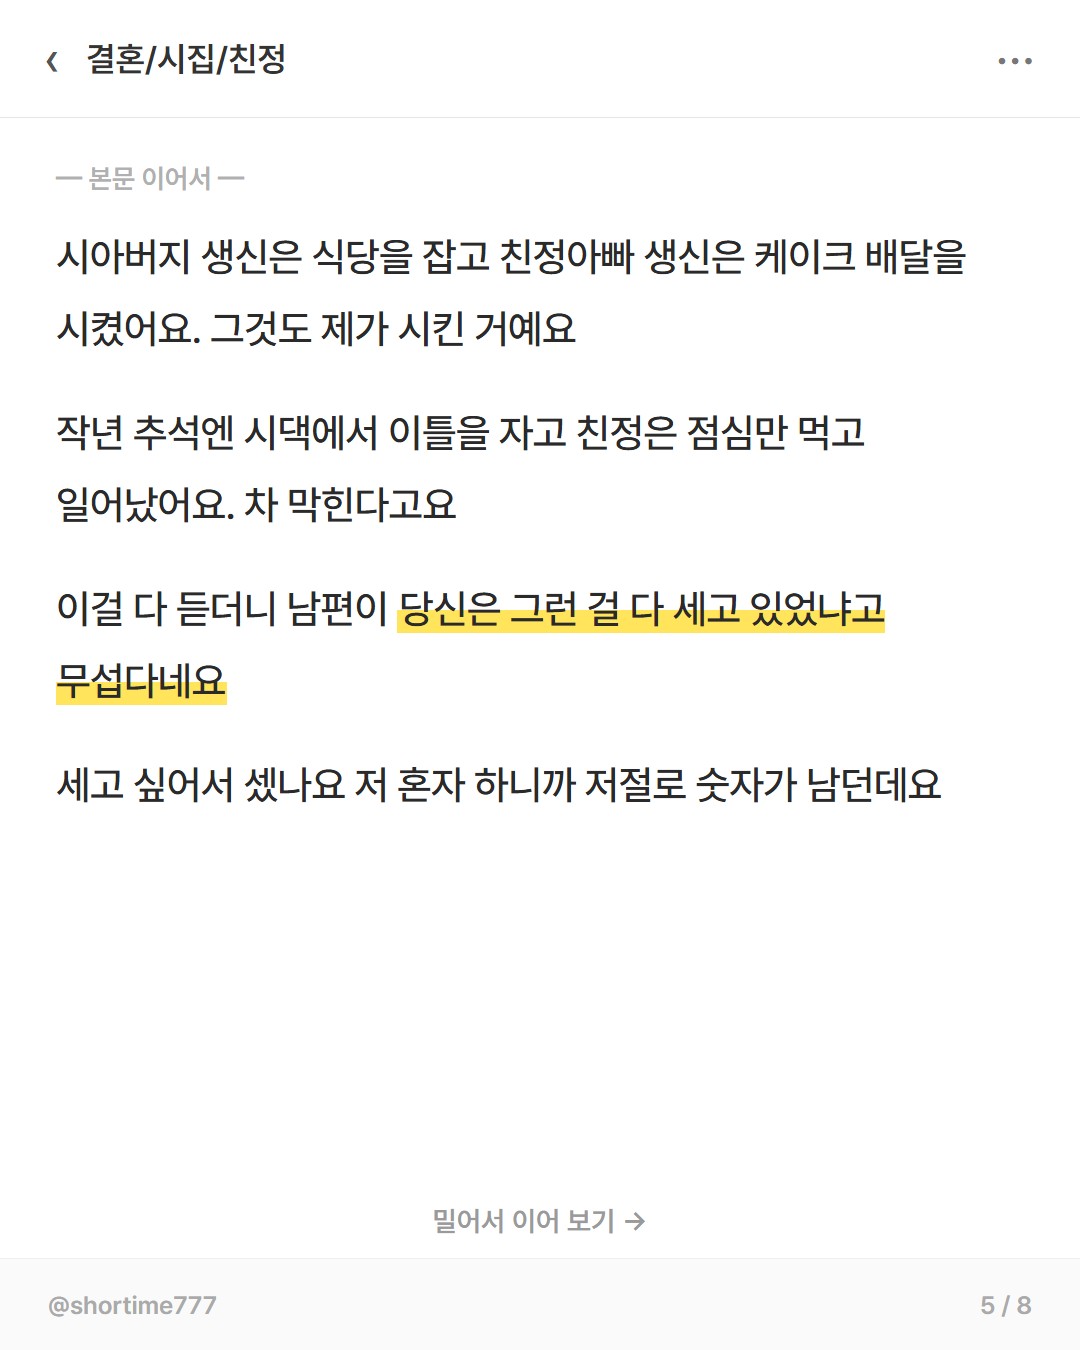 ‹ 결혼/시집/친정 •••
— 본문 이어서 —
시아버지 생신은 식당을 잡고 친정아빠 생신은 케이크 배달을
시켰어요. 그것도 제가 시킨 거예요
작년 추석엔 시댁에서 이틀을 자고 친정은 점심만 먹고
일어났어요. 차 막힌다고요
이걸 다 듣더니 남편이 당신은 그런 걸 다 세고 있었냐고
무섭다네요
세고 싶어서 셌나요 저 혼자 하니까 저절로 숫자가 남던데요
밀어서 이어 보기 →
@shortime777 5 / 8